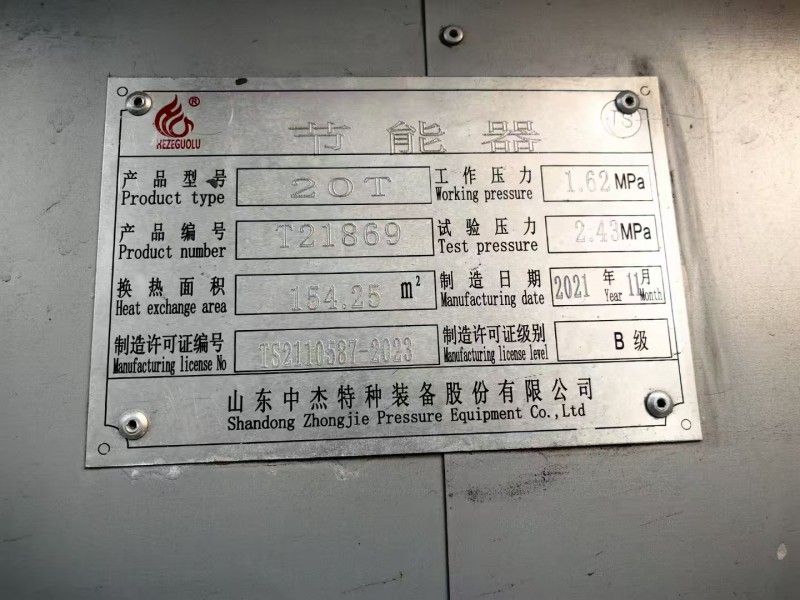 ®
HEZEGUOLU
节能器
TS
产品型号 20T 工作压力 1.62 MPa
Product type Working pressure
产品编号 T21869 试验压力 2.43 MPa
Product number Test pressure
换热面积 154.25 m² 制造日期 2021 年 11 月
Heat exchange area Manufacturing date Year Month
制造许可证编号 TS2110587-2023 制造许可证级别 B 级
Manufacturing license No Manufacturing license level
山东中杰特种装备股份有限公司
Shandong Zhongjie Pressure Equipment Co.,Ltd